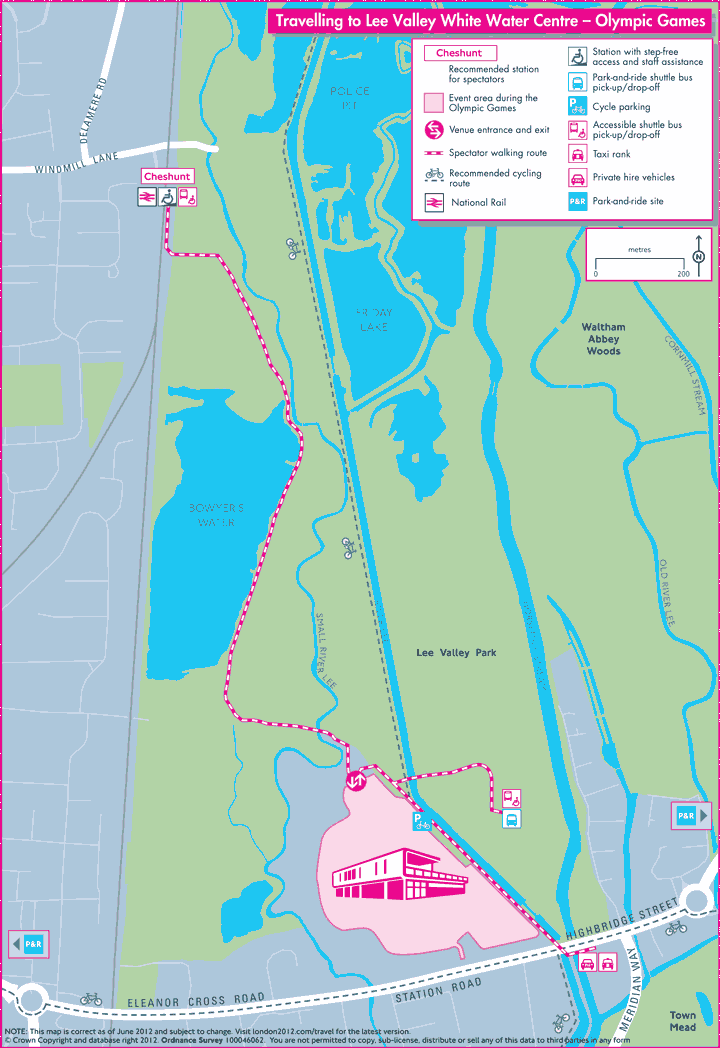 Travelling to Lee Valley White Water Centre – Olympic Games
Cheshunt
Recommended station
for spectators
Event area during the
Olympic Games
Venue entrance and exit
Spectator walking route
Recommended cycling
route
National Rail
Station with step-free
access and staff assistance
Park-and-ride shuttle bus
pick-up/drop-off
P
Cycle parking
Accessible shuttle bus
pick-up/drop-off
Taxi rank
Private hire vehicles
P&R
Park-and-ride site
metres
0
200
N
POLICE
PIT
DELAMERE RD
WINDMILL LANE
Cheshunt
FRIDAY
LAKE
Waltham
Abbey
Woods
CORNMILL STREAM
BOWYER'S
WATER
OLD RIVER LEE
SMALL RIVER LEE
Lee Valley Park
P
P&R
P&R
HIGHBRIDGE STREET
MERIDIAN WAY
ELEANOR CROSS ROAD
STATION ROAD
Town
Mead
NOTE: This map is correct as of June 2012 and subject to change. Visit london2012.com/travel for the latest version.
© Crown Copyright and database right 2012. Ordnance Survey 100046062. You are not permitted to copy, sub-license, distribute or sell any of this data to third parties in any form